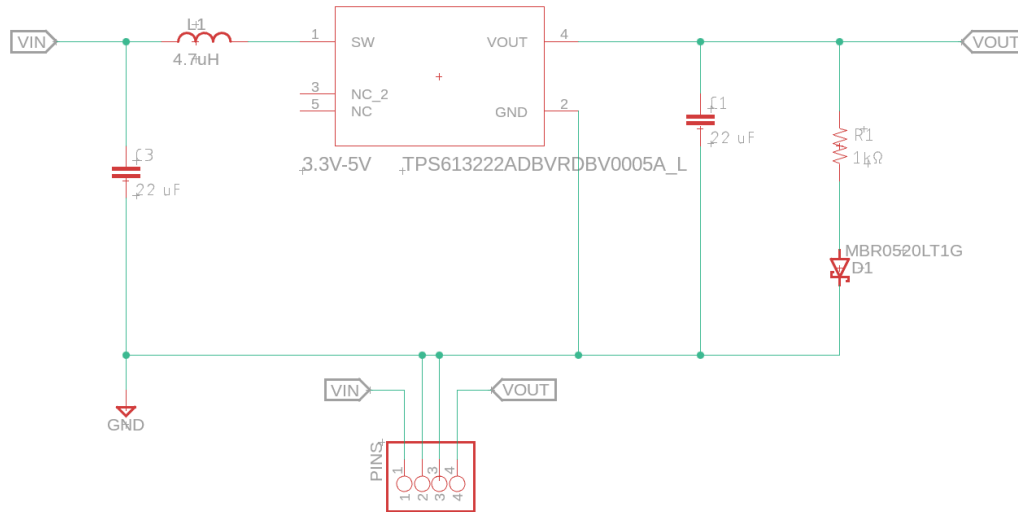 L1
VIN
4.7uH
1
SW
VOUT
4
VOUT
3
NC_2
5
NC
GND
2
C1
22 uF
R1
1kΩ
C3
22 uF
3.3V-5V
TPS613222ADBVRDBV0005A_L
MBR0520LT1G
D1
VIN
VOUT
GND
PINS
1
3
4
1
2
3
4